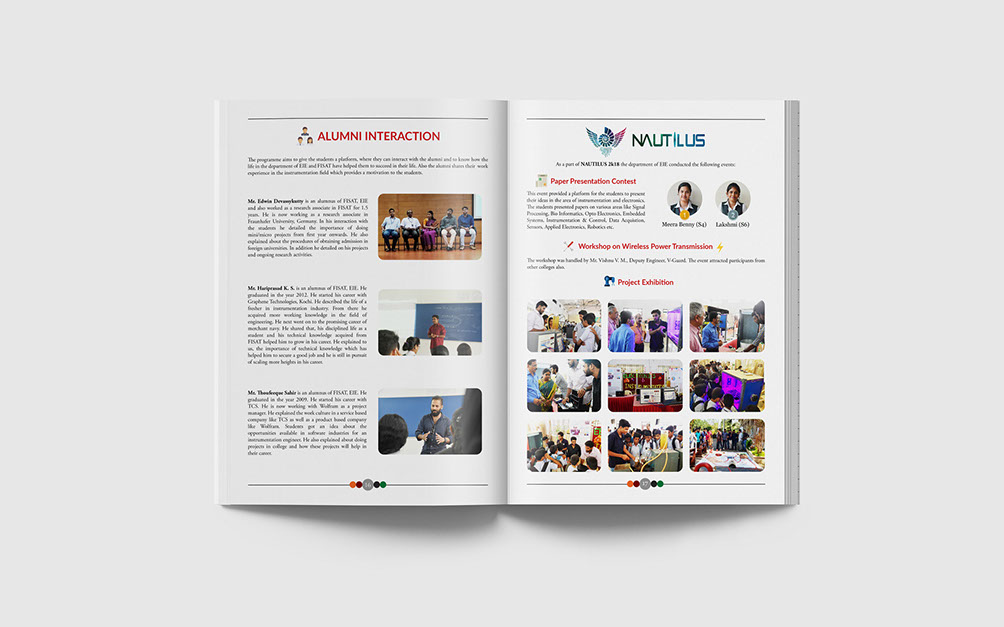 ALUMNI INTERACTION
The programme aims to give the students a platform, where they can interact with the alumni and to know how the
life in the department of EIE and FISAT have helped them to succeed in their life. Also the alumni shares their work
experience in the instrumentation field which provides a motivation to the students.
Mr. Edwin Devassykutty is an alumnus of FISAT, EIE
and also worked as a research associate in FISAT for 1.5
years. He is now working as a research associate in
Fraunhofer University, Germany. In his interaction with
the students he detailed the importance of doing
mini/micro projects from first year onwards. He also
explained about the procedures of obtaining admission in
foreign universities. In addition he detailed on his projects
and ongoing research activities.
Mr. Hariprasad K. S. is an alumnus of FISAT, EIE. He
graduated in the year 2012. He started his career with
Graphene Technologies, Kochi. He described the life of a
fresher in instrumentation industry. From there he
acquired more working knowledge in the field of
engineering. He next went on to the promising career of
merchant navy. He shared that, his disciplined life as a
student and his technical knowledge acquired from
FISAT helped him to grow in his career. He explained to
us, the importance of technical knowledge which has
helped him to secure a good job and he is still in pursuit
of scaling more heights in his career.
Mr. Thoufeeque Sahir is an alumnus of FISAT, EIE. He
graduated in the year 2009. He started his career with
TCS. He is now working with Wolfram as a project
manager. He explained the work culture in a service based
company like TCS as well as a product based company
like Wolfram. Students got an idea about the
opportunities available in software industries for an
instrumentation engineer. He also explained about doing
projects in college and how these projects will help in
their career.
16
NAUTILUS
As a part of NAUTILUS 2k18 the department of EIE conducted the following events:
Paper Presentation Contest
This event provided a platform for the students to present
their ideas in the area of instrumentation and electronics.
The students presented papers on various areas like Signal
Processing, Bio Informatics, Opto Electronics, Embedded
Systems, Instrumentation & Control, Data Acquisition,
Sensors, Applied Electronics, Robotics etc.
1
2
Meera Benny (S4)
Lakshmi (S6)
Workshop on Wireless Power Transmission
The workshop was handled by Mr. Vishnu V. M., Deputy Engineer, V-Guard. The event attracted participants from
other colleges also.
Project Exhibition
17